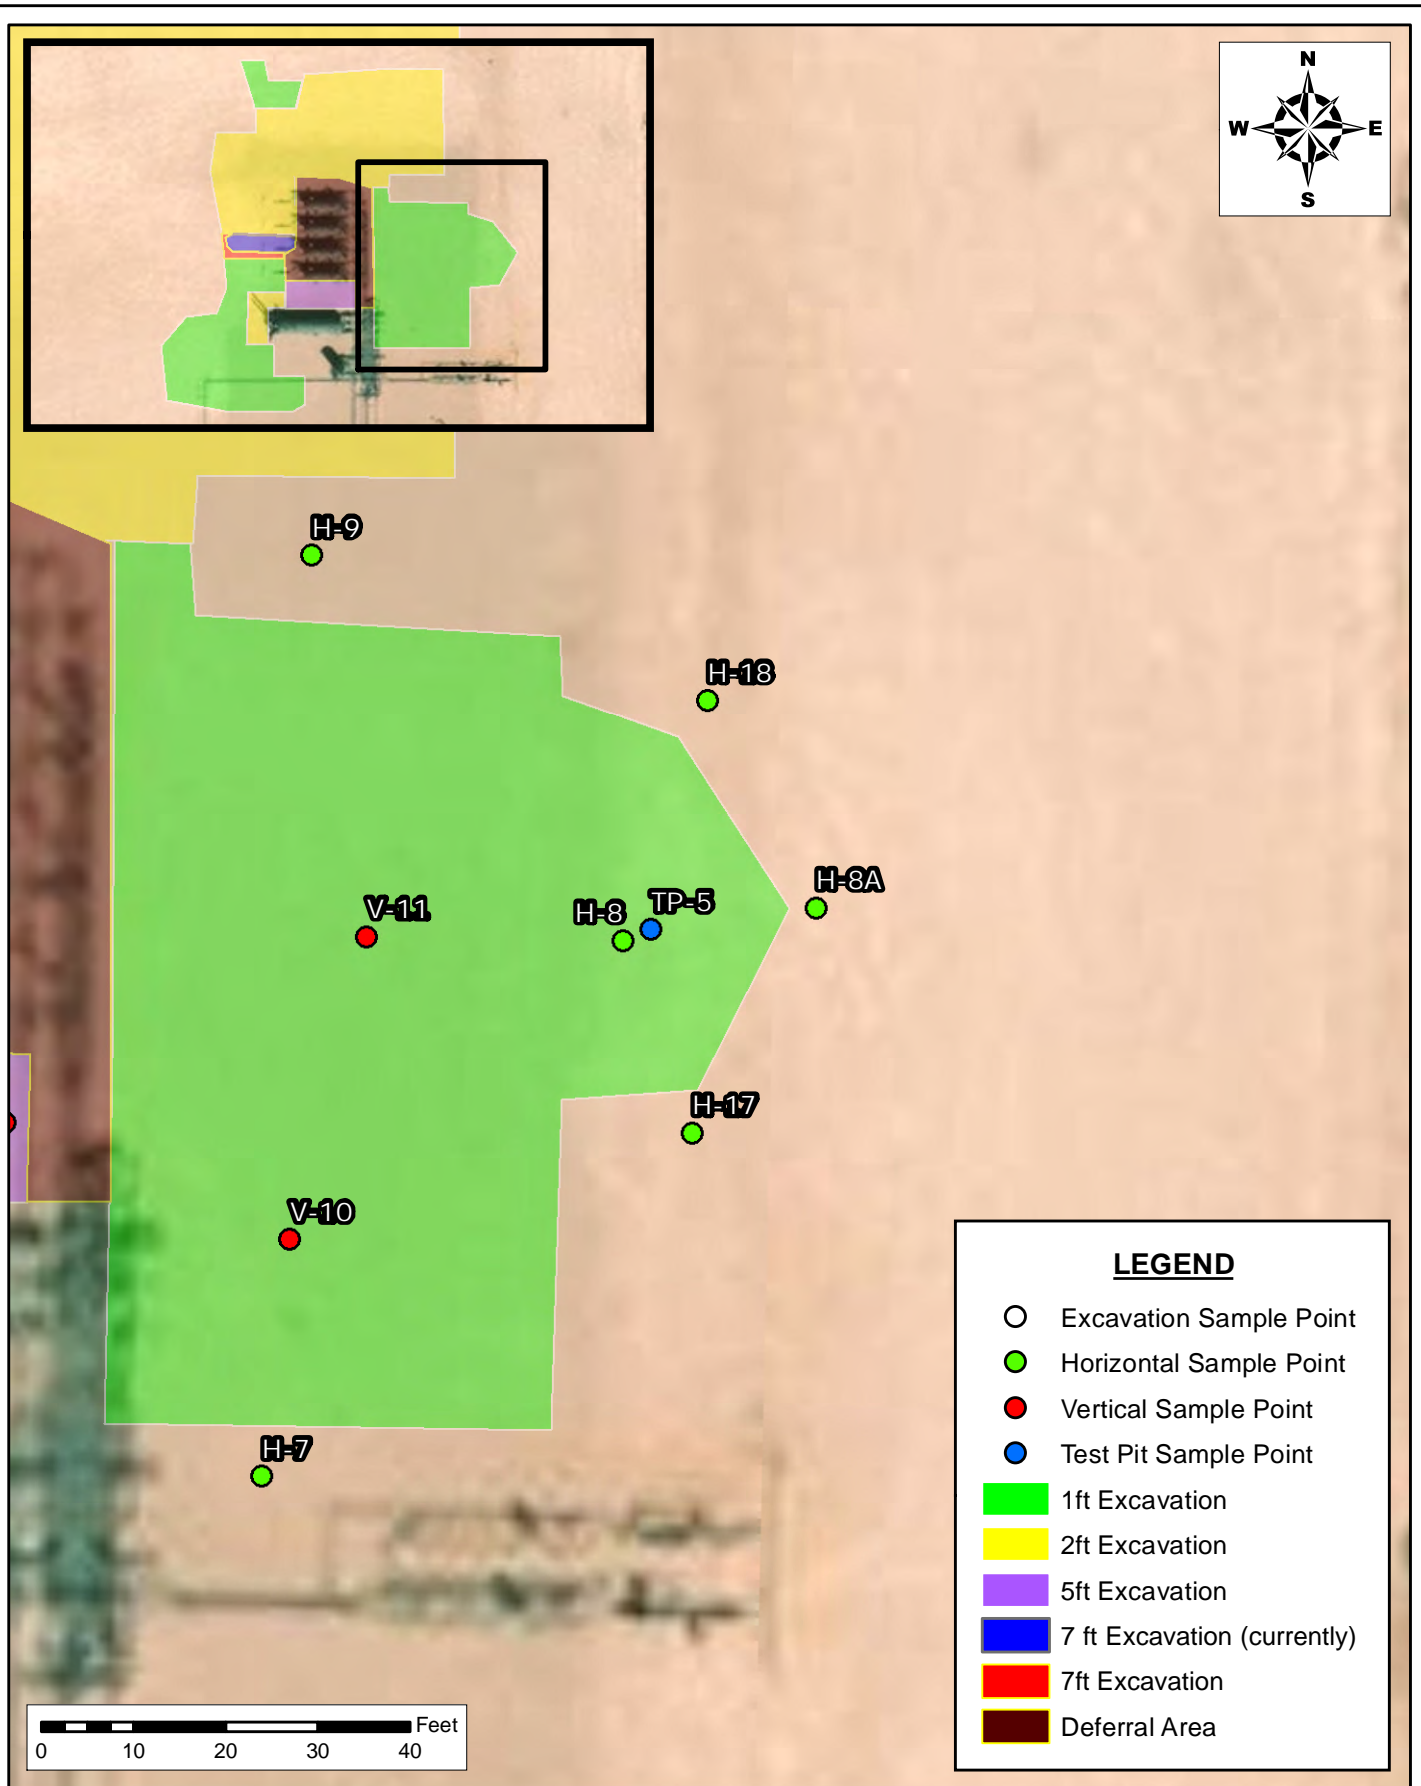 N
W E
S
H-9
H-18
H-8A
V-11
H-8
TP-5
H-17
V-10
H-7
LEGEND
Excavation Sample Point
Horizontal Sample Point
Vertical Sample Point
Test Pit Sample Point
1ft Excavation
2ft Excavation
5ft Excavation
7 ft Excavation (currently)
7ft Excavation
Deferral Area
Feet
0 10 20 30 40